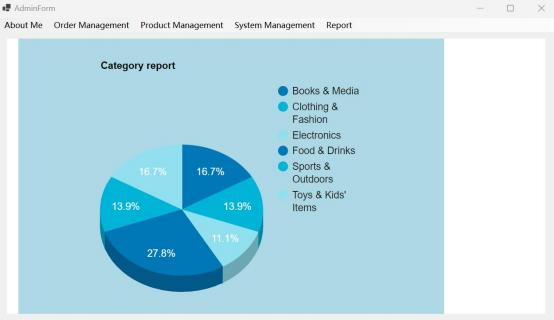 AdminForm
About Me Order Management Product Management System Management Report
Category report
Books & Media
Clothing &
Fashion
Electronics
Food & Drinks
Sports &
Outdoors
Toys & Kids'
Items
16.7% 16.7%
13.9% 13.9%
11.1%
27.8%